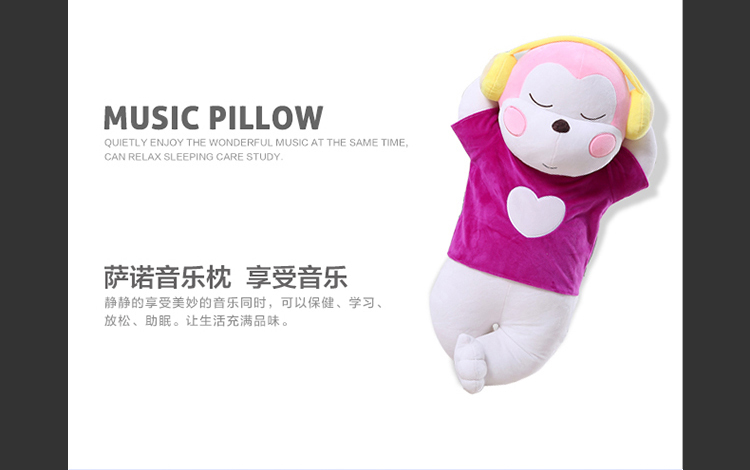 MUSIC PILLOW
QUIETLY ENJOY THE WONDERFUL MUSIC AT THE SAME TIME,
CAN RELAX SLEEPING CARE STUDY.
萨诺音乐枕 享受音乐
静静的享受美妙的音乐同时，可以保健、学习、
放松、助眠。让生活充满品味。